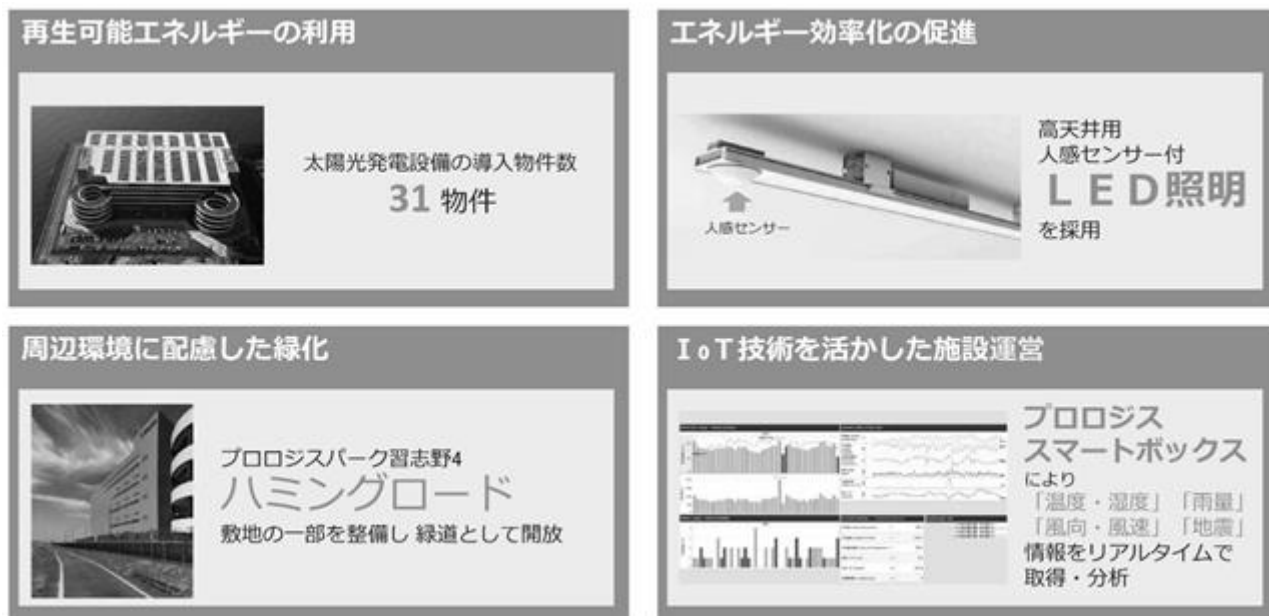 再生可能エネルギーの利用
太陽光発電設備の導入物件数
31 物件
エネルギー効率化の促進
人感センサー
高天井用
人感センサー付
ＬＥＤ照明
を採用
周辺環境に配慮した緑化
プロロジスパーク習志野4
ハミングロード
敷地の一部を整備し 緑道として開放
IoT技術を活かした施設運営
プロロジス
スマートボックス
により
「温度・湿度」「雨量」
「風向・風速」「地震」
情報をリアルタイムで
取得・分析